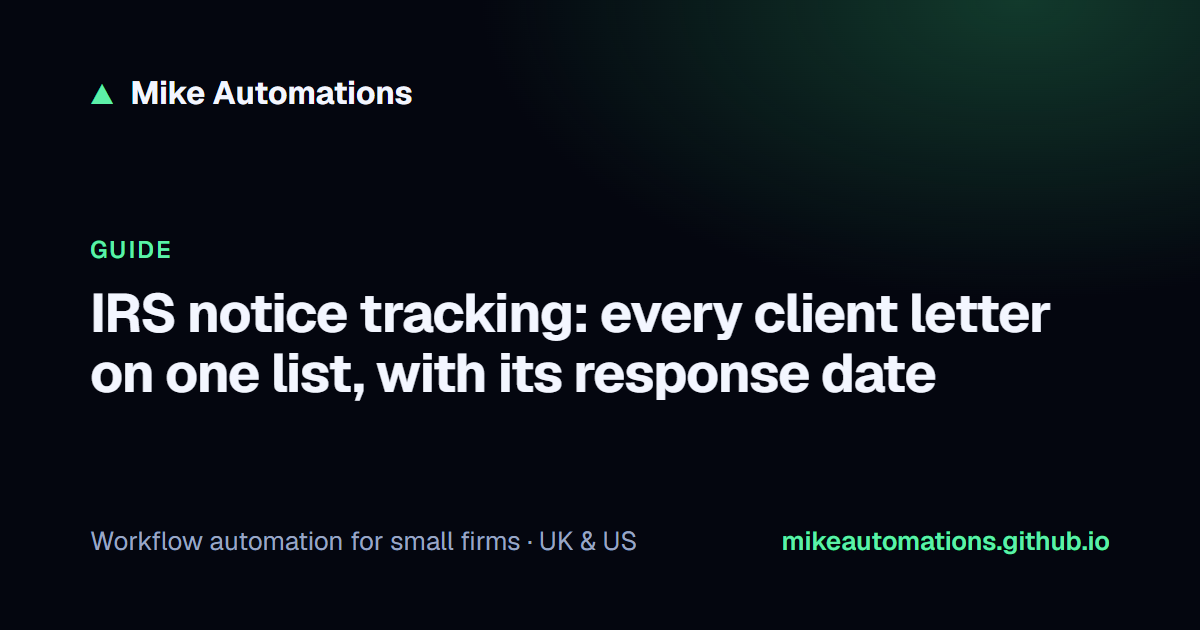 Mike Automations
GUIDE
IRS notice tracking: every client letter
on one list, with its response date
Workflow automation for small firms · UK & US
mikeautomations.github.io